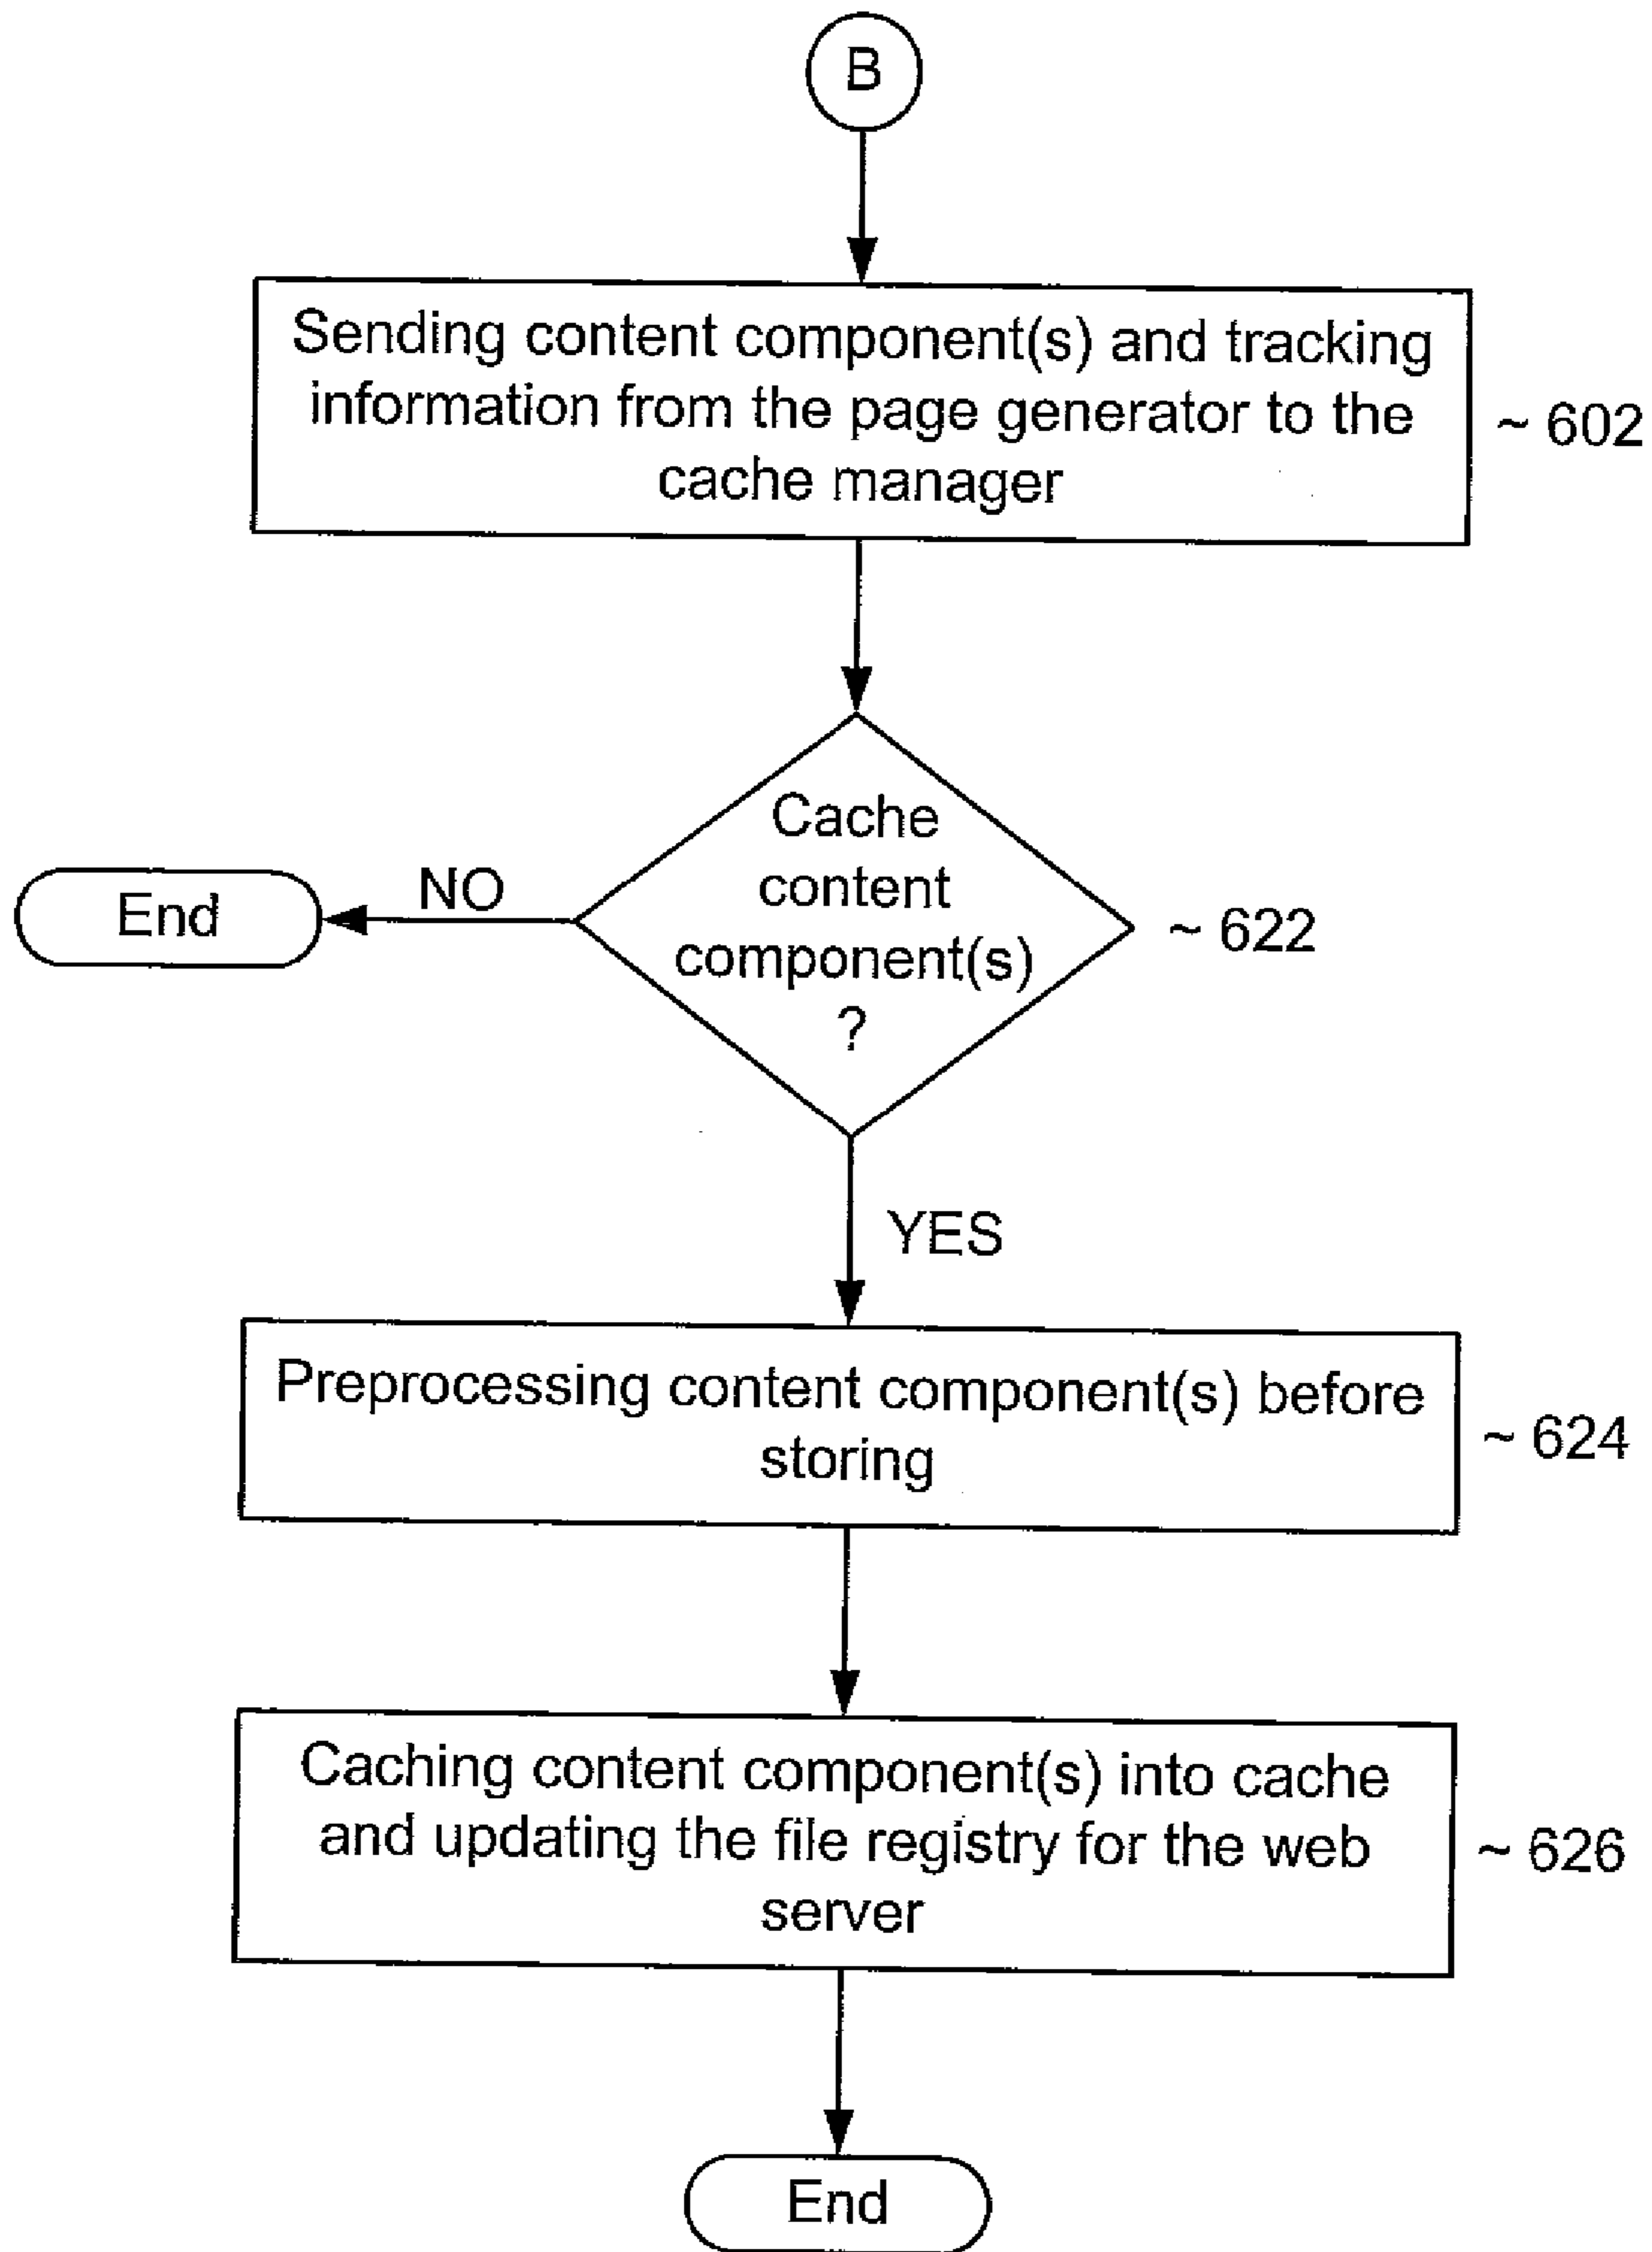 B
Sending content component(s) and tracking
information from the page generator to the
cache manager
~ 602
Cache
content
component(s)
?
~ 622
NO
End
YES
Preprocessing content component(s) before
storing
~ 624
Caching content component(s) into cache
and updating the file registry for the web
server
~ 626
End